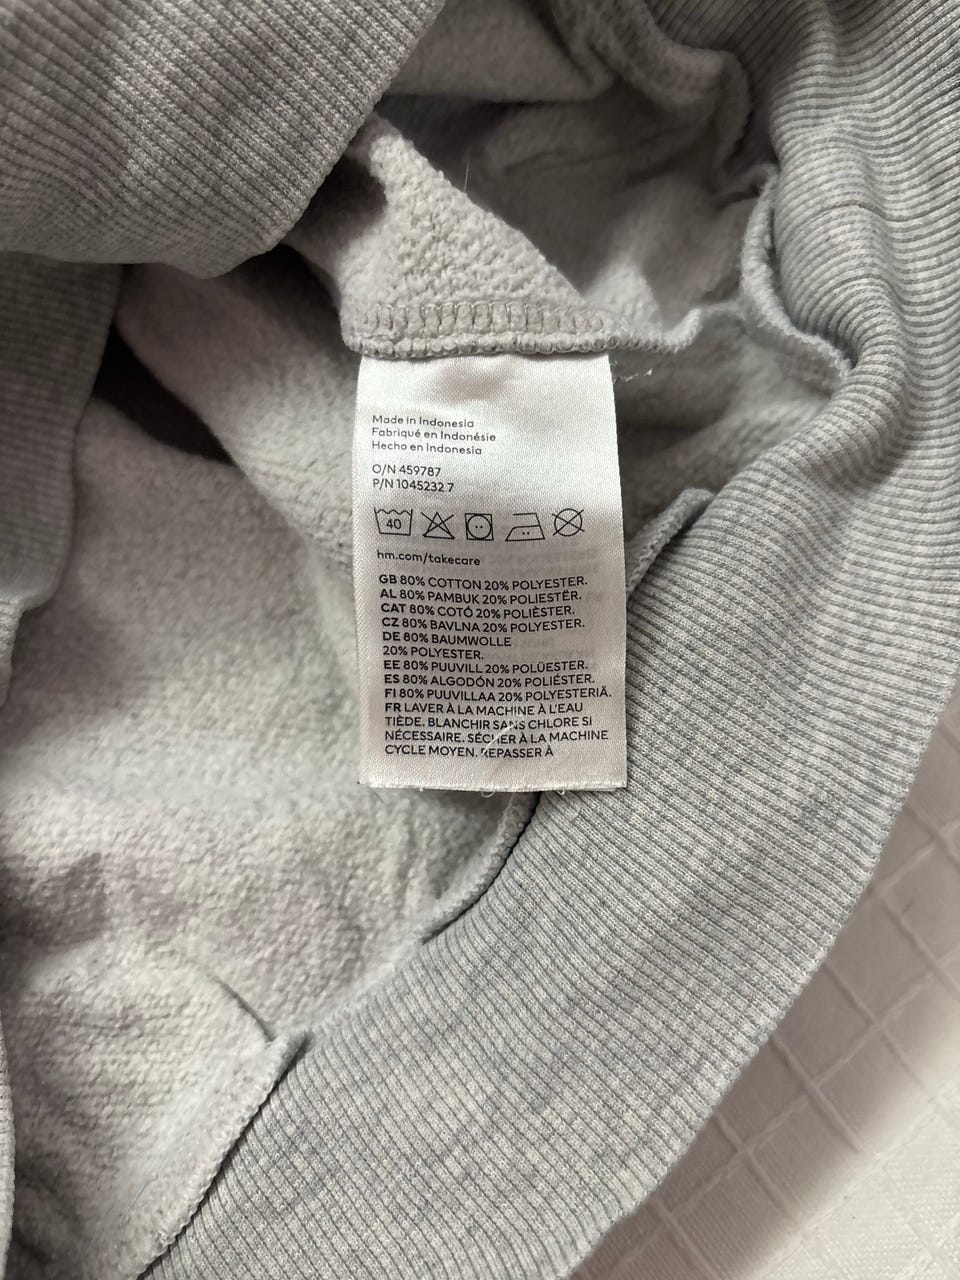 Made in Indonesia
Fabriqué en Indonésie
Hecho en Indonesia
O/N 459787
P/N 1045232 7
40
hm.com/takecare
GB 80% COTTON 20% POLYESTER.
AL 80% PAMBUK 20% POLIESTËR.
CAT 80% COTÓ 20% POLIÈSTER.
CZ 80% BAVLNA 20% POLYESTER.
DE 80% BAUMWOLLE
20% POLYESTER.
EE 80% PUUVILL 20% POLÜESTER.
ES 80% ALGODÓN 20% POLIÉSTER.
FI 80% PUUVILLAA 20% POLYESTERIÄ.
FR LAVER À LA MACHINE À L'EAU
TIÈDE. BLANCHIR SANS CHLORE SI
NÉCESSAIRE. SÉCHER À LA MACHINE
CYCLE MOYEN. REPASSER À